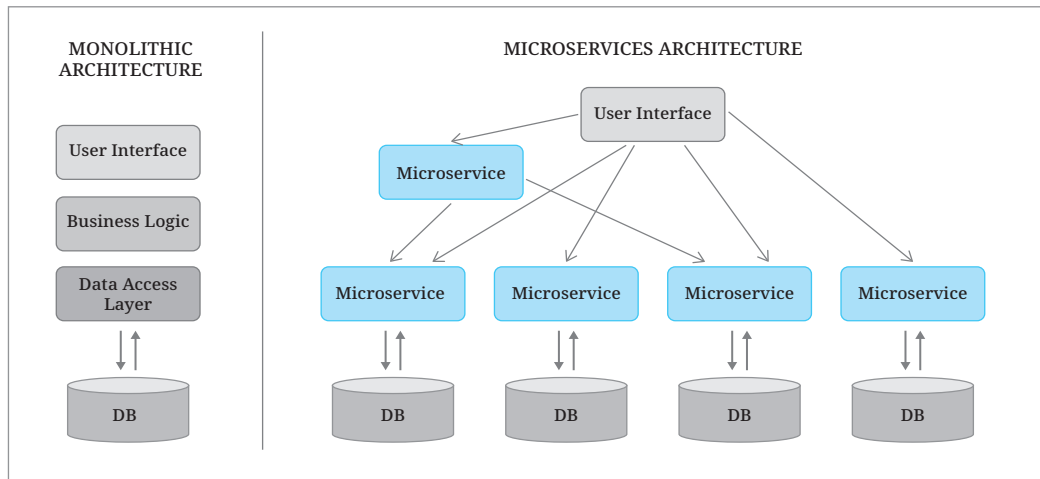 MONOLITHIC
ARCHITECTURE
User Interface
Business Logic
Data Access
Layer
DB
MICROSERVICES ARCHITECTURE
User Interface
Microservice
Microservice
Microservice
Microservice
Microservice
DB
DB
DB
DB